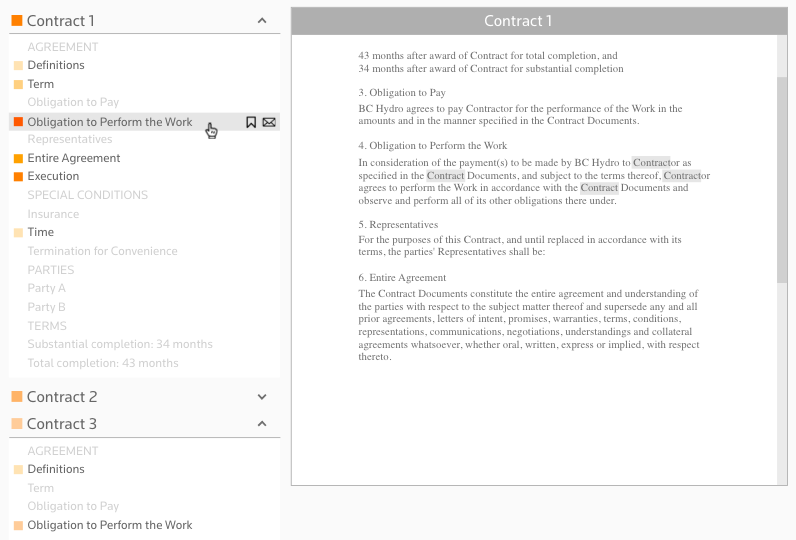 Contract 1
AGREEMENT
Definitions
Term
Obligation to Pay
Obligation to Perform the Work
Representatives
Entire Agreement
Execution
SPECIAL CONDITIONS
Insurance
Time
Termination for Convenience
PARTIES
Party A
Party B
TERMS
Substantial completion: 34 months
Total completion: 43 months
Contract 2
Contract 3
AGREEMENT
Definitions
Term
Obligation to Pay
Obligation to Perform the Work
Contract 1
43 months after award of Contract for total completion, and
34 months after award of Contract for substantial completion
3. Obligation to Pay
BC Hydro agrees to pay Contractor for the performance of the Work in the
amounts and in the manner specified in the Contract Documents.
4. Obligation to Perform the Work
In consideration of the payment(s) to be made by BC Hydro to Contractor as
specified in the Contract Documents, and subject to the terms thereof, Contractor
agrees to perform the Work in accordance with the Contract Documents and
observe and perform all of its other obligations there under.
5. Representatives
For the purposes of this Contract, and until replaced in accordance with its
terms, the parties' Representatives shall be:
6. Entire Agreement
The Contract Documents constitute the entire agreement and understanding of
the parties with respect to the subject matter thereof and supersede any and all
prior agreements, letters of intent, promises, warranties, terms, conditions,
representations, communications, negotiations, understandings and collateral
agreements whatsoever, whether oral, written, express or implied, with respect
thereto.